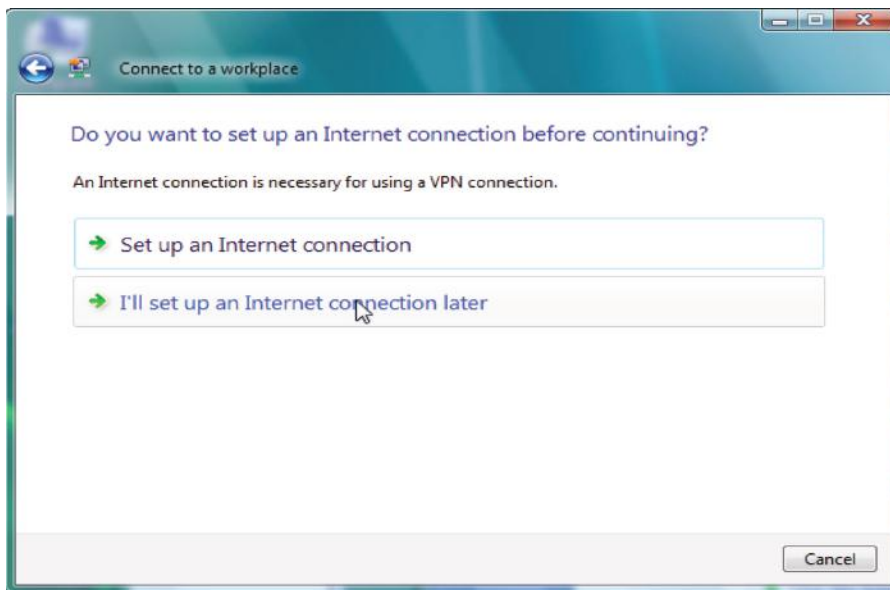 Connect to a workplace
Do you want to set up an Internet connection before continuing?
An Internet connection is necessary for using a VPN connection.
Set up an Internet connection
I'll set up an Internet connection later
Cancel